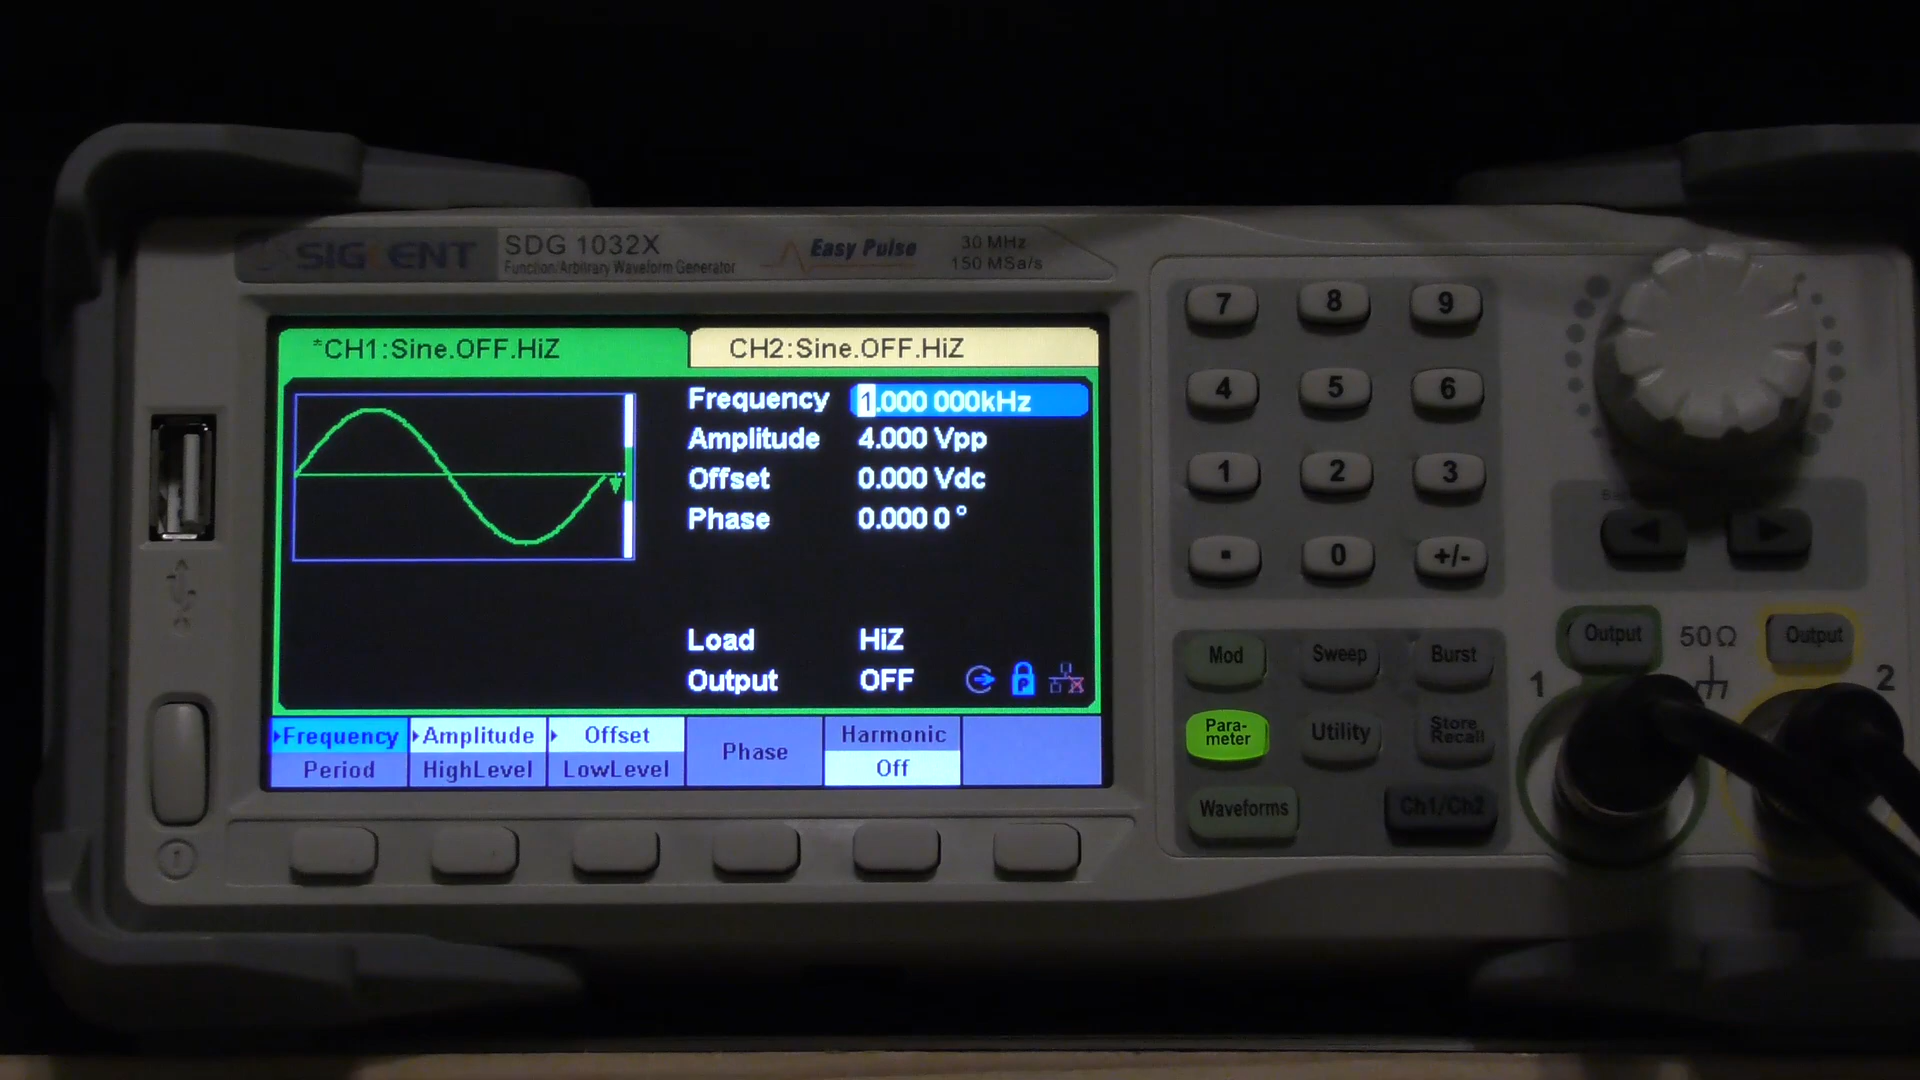 SIGLENT
SDG 1032X
Function/Arbitrary Waveform Generator
Easy Pulse
30 MHz
150 MSa/s
*CH1:Sine.OFF.HiZ
CH2:Sine.OFF.HiZ
Frequency 1.000 000kHz
Amplitude 4.000 Vpp
Offset 0.000 Vdc
Phase 0.000 0 °
Load HiZ
Output OFF
P
Frequency Amplitude Offset Phase Harmonic
Period HighLevel LowLevel Off
7 8 9
4 5 6
1 2 3
. 0 +/-
Mod Sweep Burst
Para-
meter
Utility
Store
Recall
Waveforms Ch1/Ch2
Output 50Ω Output
1 2